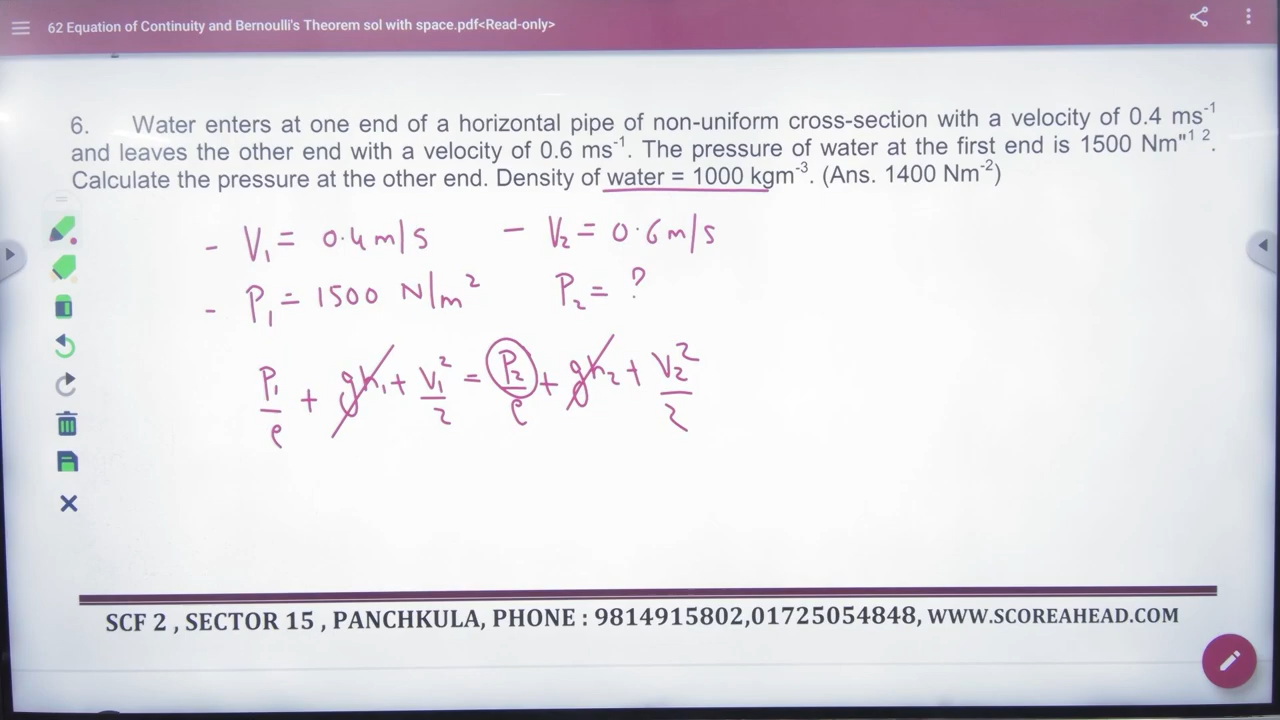 62 Equation of Continuity and Bernoulli's Theorem sol with space.pdf<Read-only>
6. Water enters at one end of a horizontal pipe of non-uniform cross-section with a velocity of 0.4 ms⁻¹
and leaves the other end with a velocity of 0.6 ms⁻¹. The pressure of water at the first end is 1500 Nm"¹ ².
Calculate the pressure at the other end. Density of water = 1000 kgm⁻³. (Ans. 1400 Nm⁻²)
- V₁ = 0.4 m/s - V₂ = 0.6 m/s
- P₁ = 1500 N/m² P₂ = ?
P₁/ρ + gh₁ + V₁²/2 = P₂/ρ + gh₂ + V₂²/2
SCF 2 , SECTOR 15 , PANCHKULA, PHONE : 9814915802,01725054848, WWW.SCOREAHEAD.COM